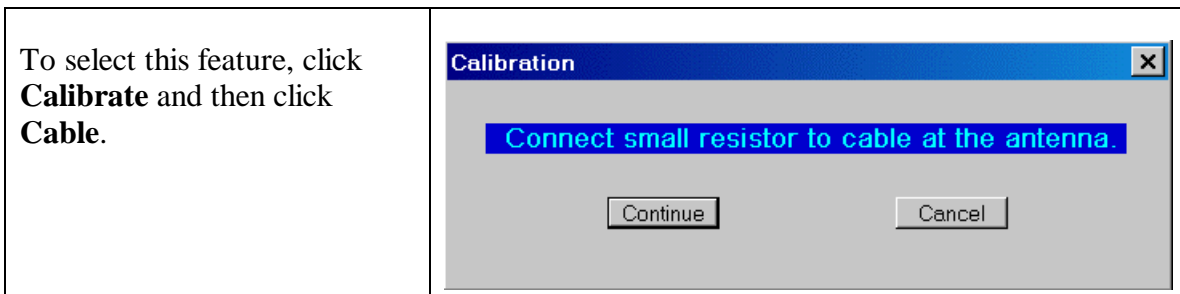 To select this feature, click
Calibrate and then click
Cable.
Calibration
Connect small resistor to cable at the antenna.
Continue
Cancel